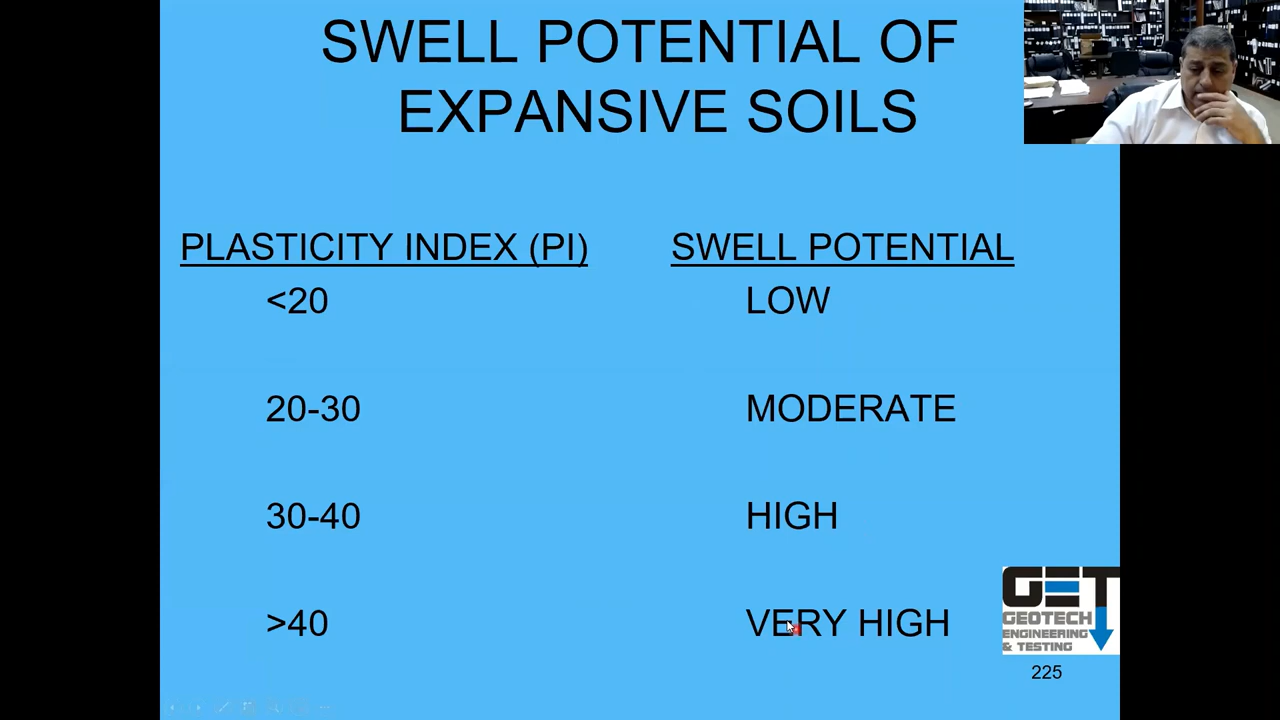 SWELL POTENTIAL OF
EXPANSIVE SOILS
PLASTICITY INDEX (PI) SWELL POTENTIAL
<20 LOW
20-30 MODERATE
30-40 HIGH
>40 VERY HIGH
GET
GEOTECH
ENGINEERING
& TESTING
225